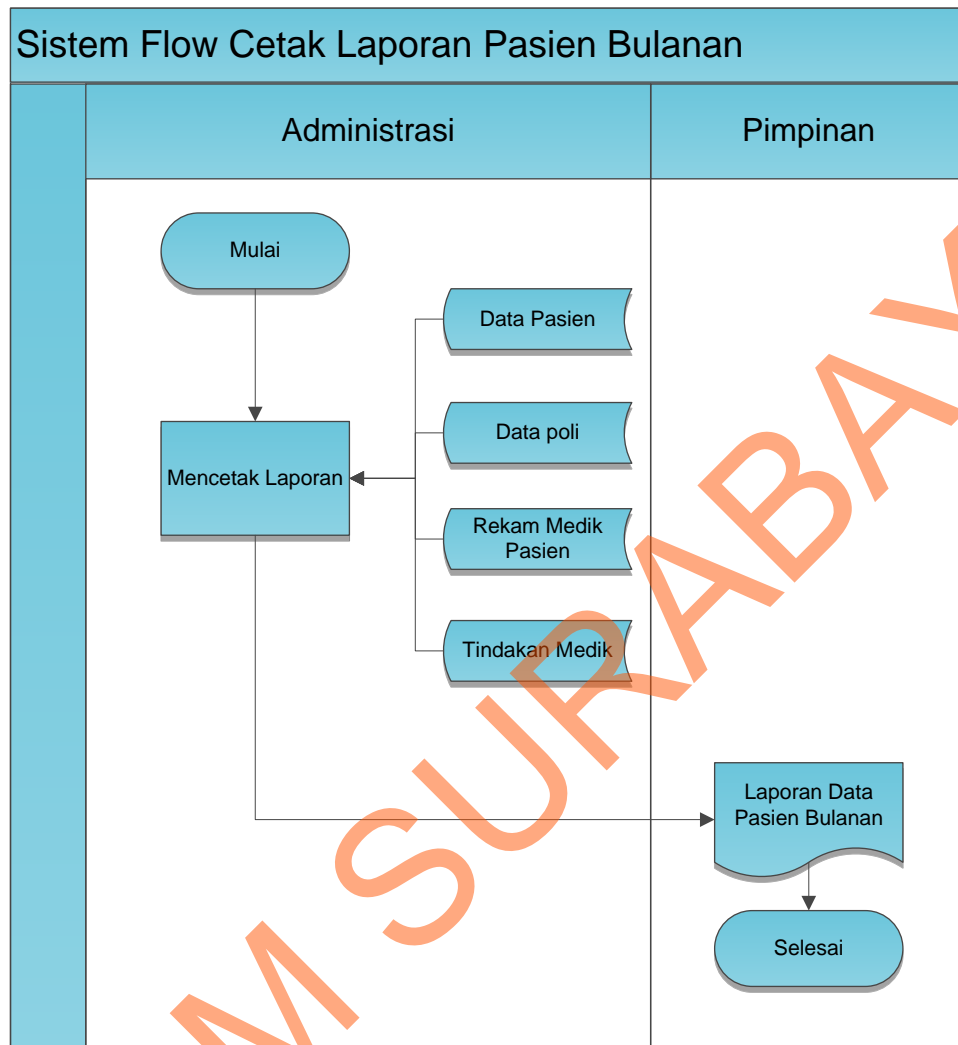 Sistem Flow Cetak Laporan Pasien Bulanan
Administrasi
Pimpinan
Mulai
Data Pasien
Data poli
Mencetak Laporan
Rekam Medik
Pasien
Tindakan Medik
Laporan Data
Pasien Bulanan
Selesai
M SURABAY